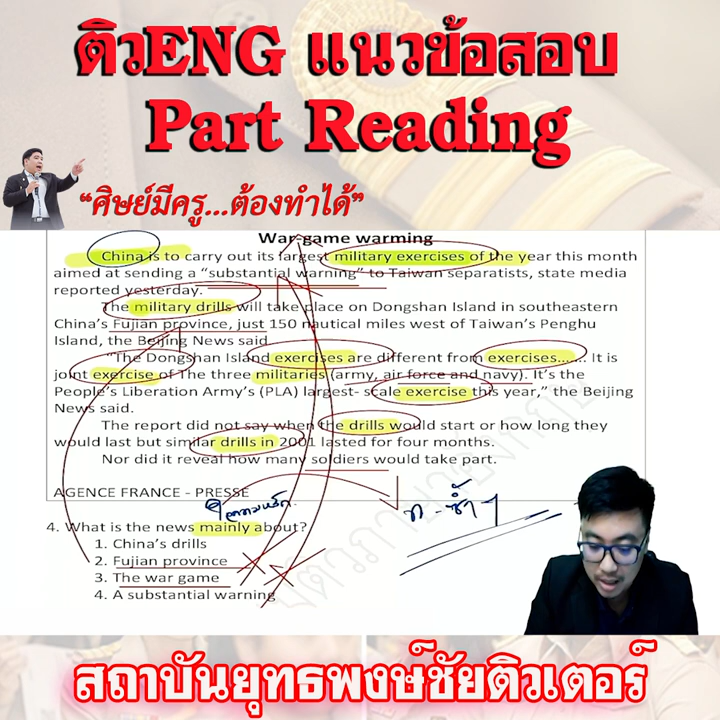 ติวENG แนวข้อสอบ
Part Reading
“ศิษย์มีครู...ต้องทำได้”
War-game warming
China is to carry out its largest military exercises of the year this month
aimed at sending a “substantial warning” to Taiwan separatists, state media
reported yesterday.
The military drills will take place on Dongshan Island in southeastern
China’s Fujian province, just 150 nautical miles west of Taiwan’s Penghu
Island, the Beijing News said
“The Dongshan Island exercises are different from exercises…… It is
joint exercise of The three militaries (army, air force and navy). It’s the
People’s Liberation Army’s (PLA) largest- scale exercise this year,” the Beijing
News said.
The report did not say when the drills would start or how long they
would last but similar drills in 2001 lasted for four months.
Nor did it reveal how many soldiers would take part.
AGENCE FRANCE - PRESSE
4. What is the news mainly about?
ค.ซ้ำๆ
1. China’s drills
2. Fujian province
3. The war game
4. A substantial warning
สถาบันยุทธพงษ์ชัยติวเตอร์